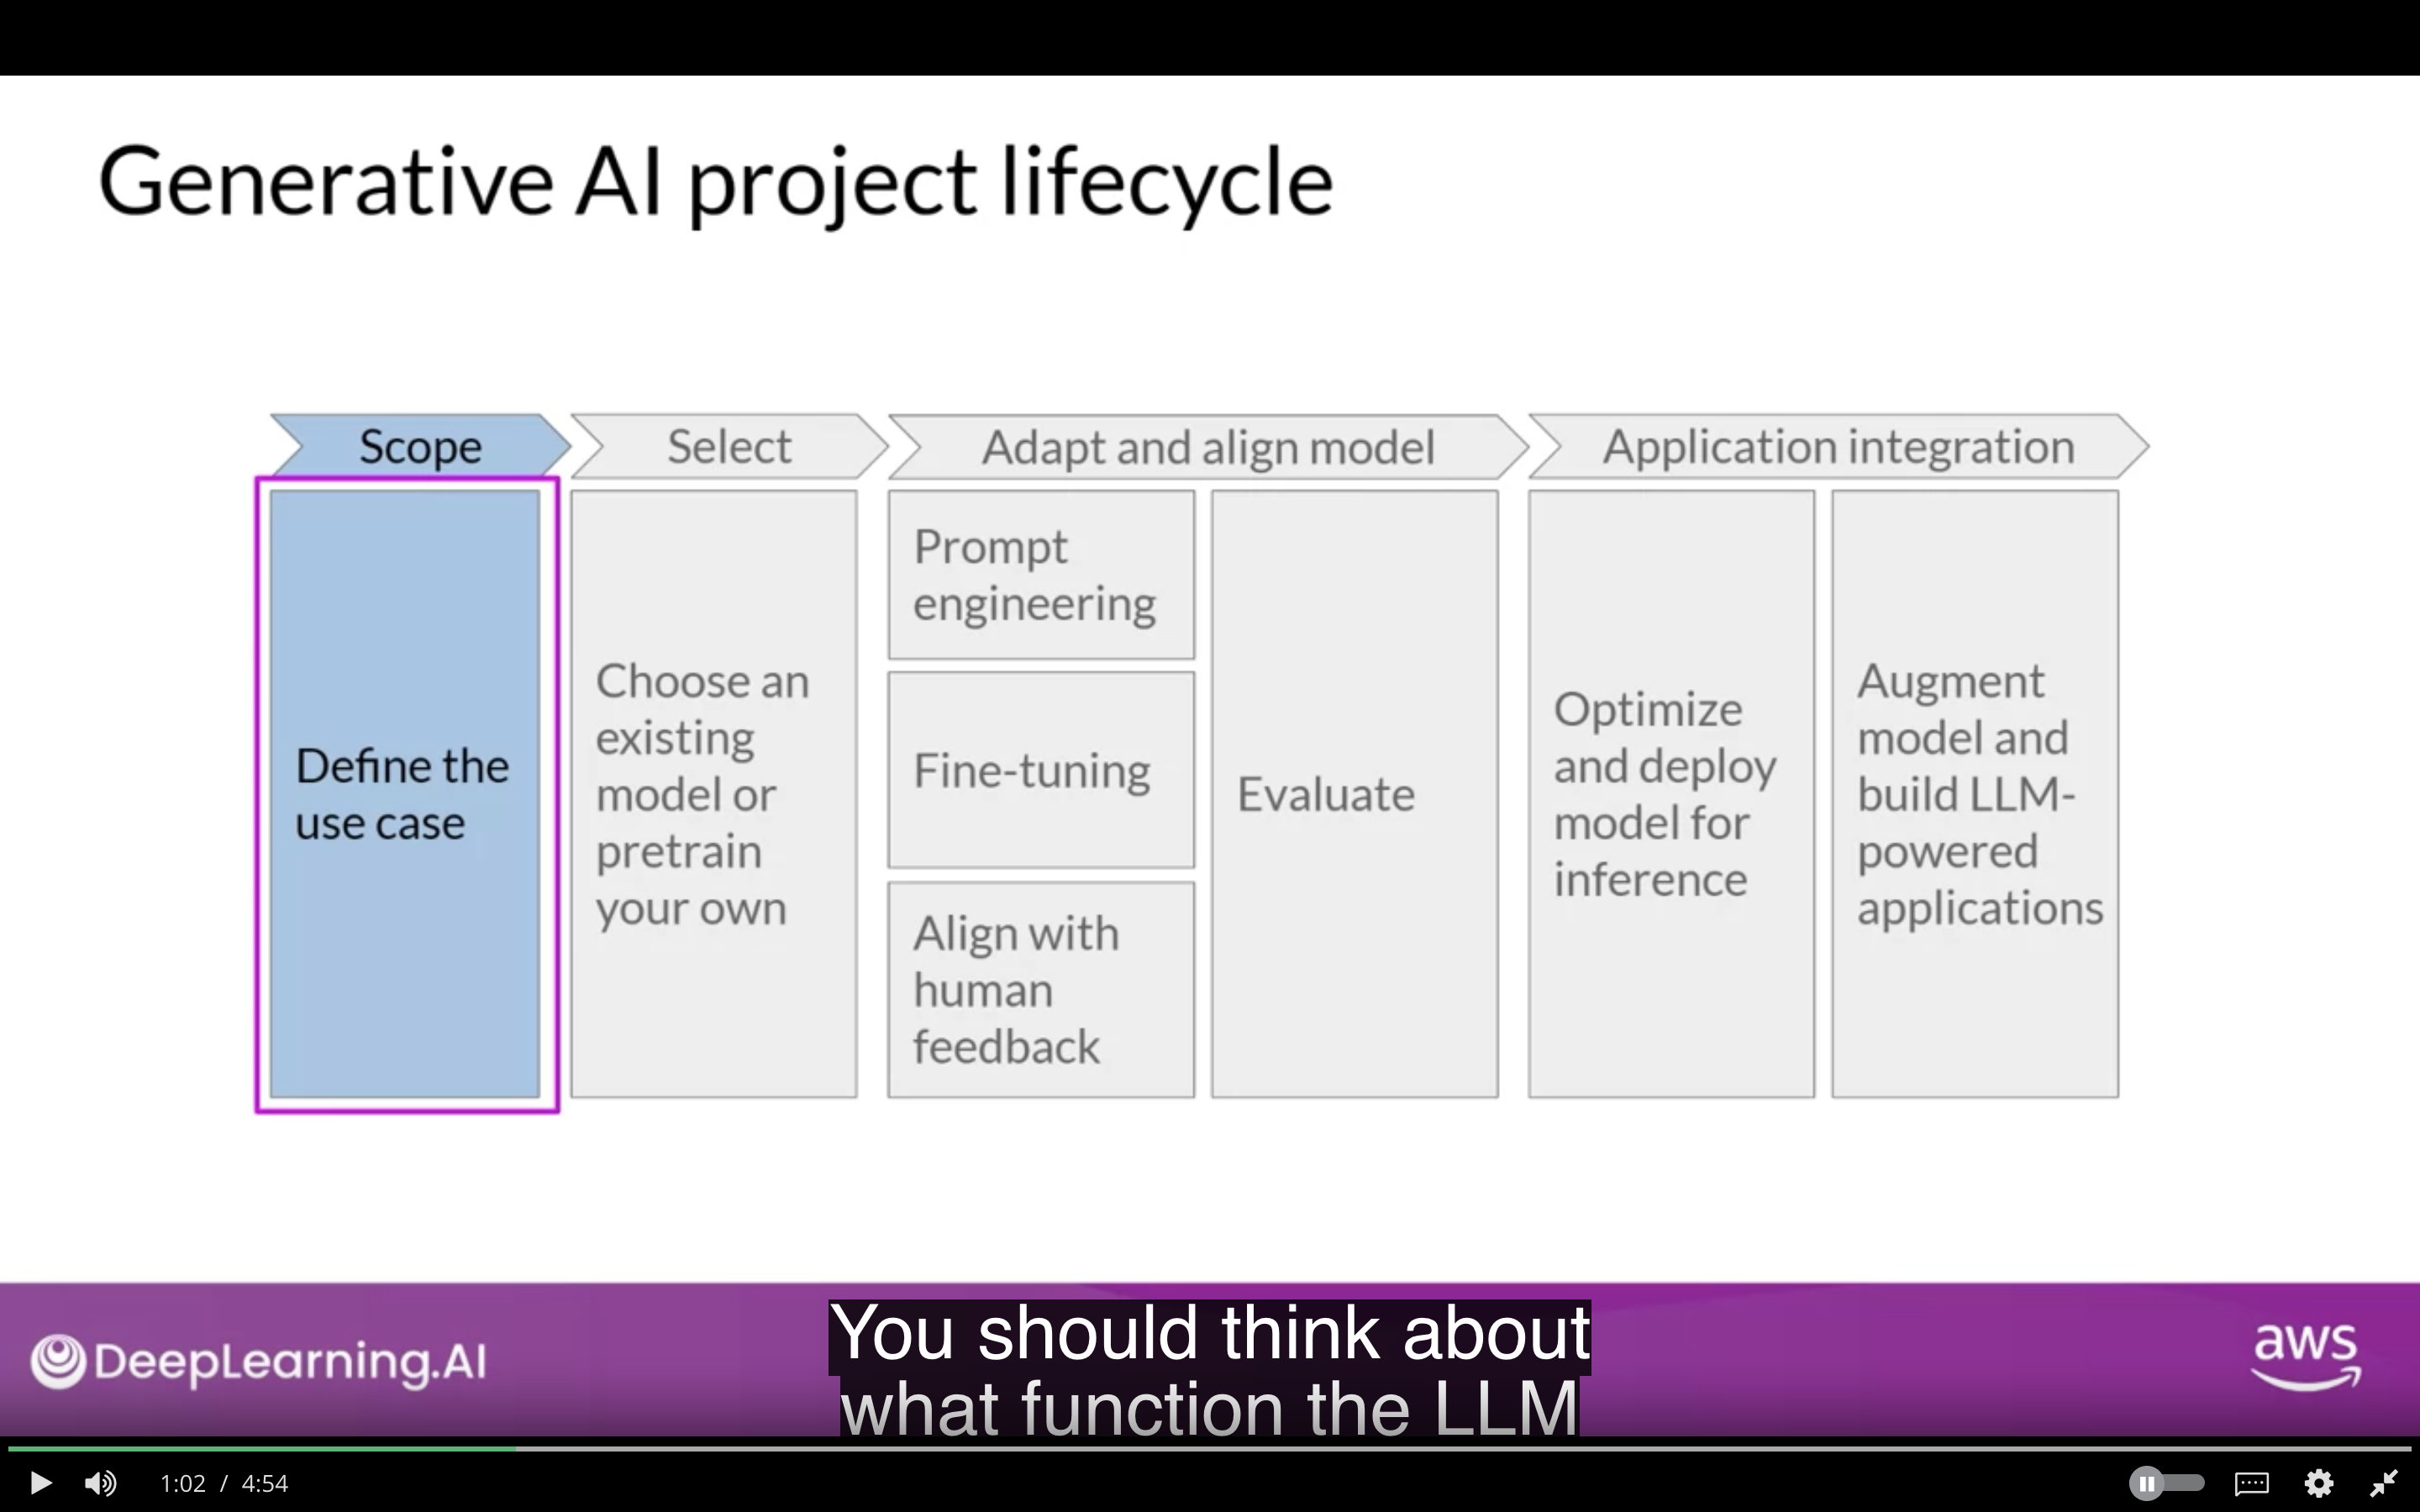 Generative AI project lifecycle
Scope
Select
Adapt and align model
Application integration
Define the
use case
Choose an
existing
model or
pretrain
your own
Prompt
engineering
Fine-tuning
Align with
human
feedback
Evaluate
Optimize
and deploy
model for
inference
Augment
model and
build LLM-
powered
applications
DeepLearning.AI
You should think about
what function the LLM
aws
1:02 / 4:54